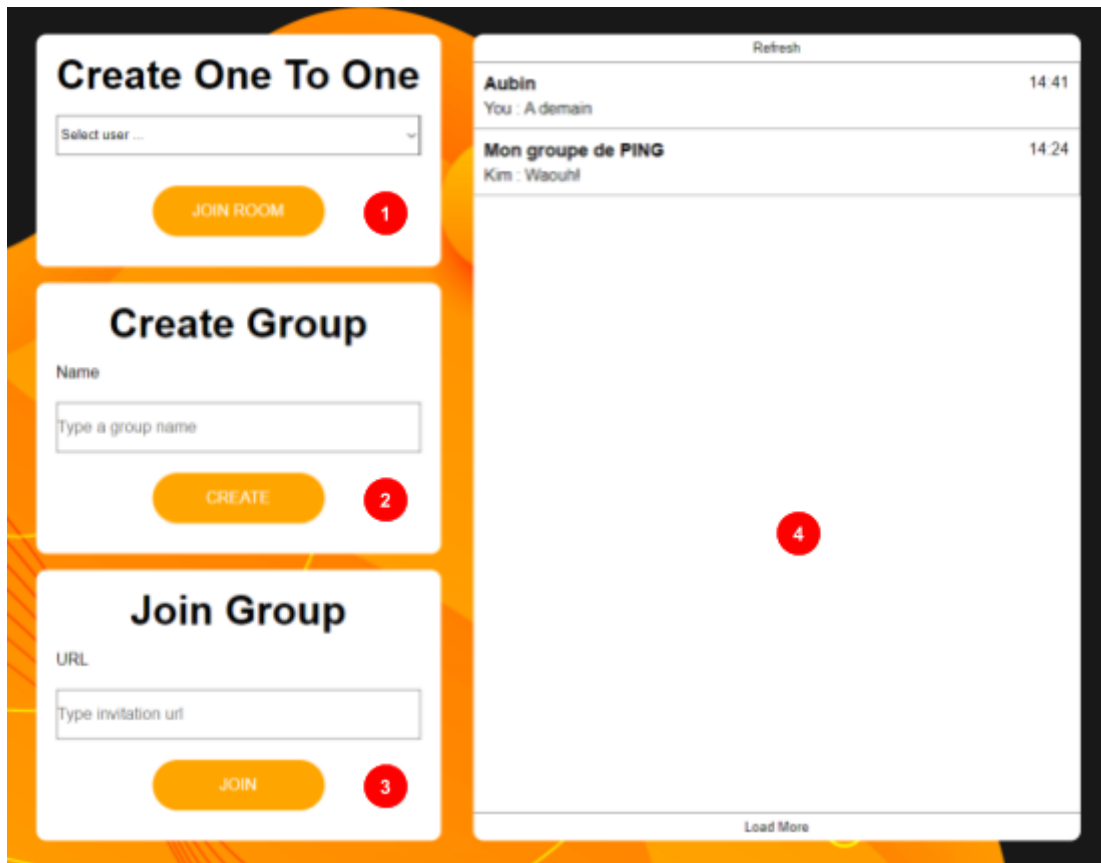 Create One To One
Select user ...
JOIN ROOM
1
Create Group
Name
Type a group name
CREATE
2
Join Group
URL
Type invitation url
JOIN
3
Refresh
Aubin 14:41
You : A demain
Mon groupe de PING 14:24
Kim : Waouh!
4
Load More